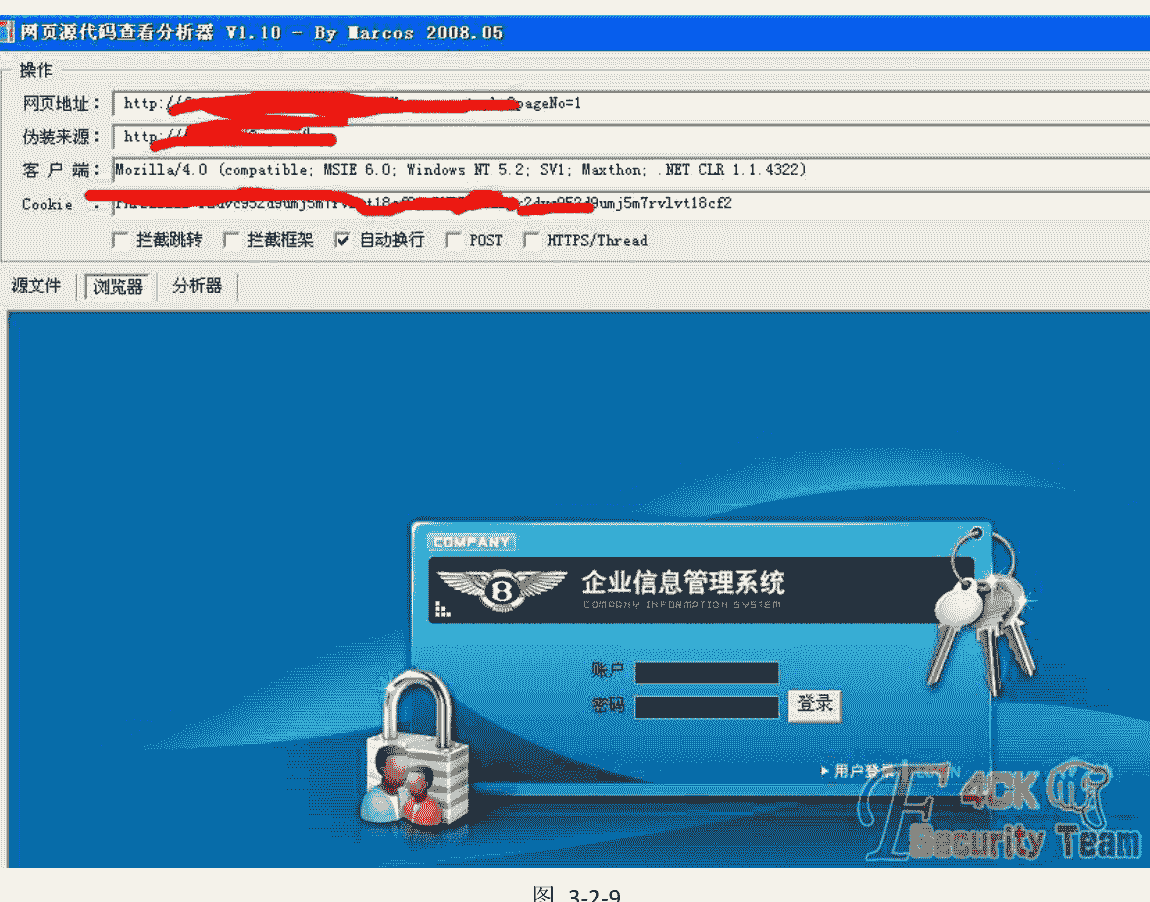 网页源代码查看分析器 V1.10 - By Marcos 2008.05
操作
网页地址: http:/ pageNo=1
伪装来源: http:/
客 户 端: Mozilla/4.0 (compatible; MSIE 6.0; Windows NT 5.2; SV1; Maxthon; .NET CLR 1.1.4322)
Cookie : 9umj5m7rvlvt18cf2
拦截跳转 拦截框架 自动换行 POST HTTPS/Thread
源文件 浏览器 分析器
COMPANY
B 企业信息管理系统
COMPANY INFORMATION SYSTEM
账户
密码 登录
用户登录
F4CK
Security Team
图 3-2-9